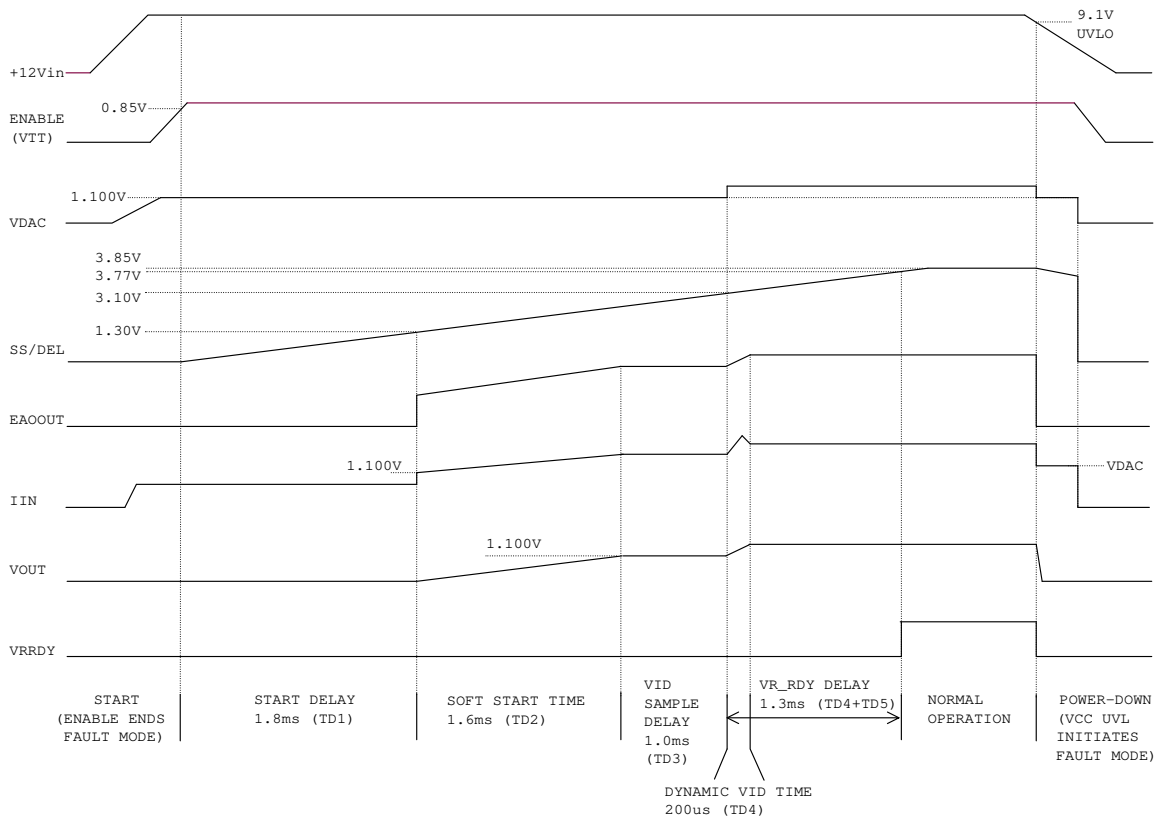 9.1V
UVLO
+12Vin
0.85V
ENABLE
(VTT)
1.100V
VDAC
3.85V
3.77V
3.10V
1.30V
SS/DEL
EAOOUT
1.100V
VDAC
IIN
1.100V
VOUT
VRRDY
START
(ENABLE ENDS
FAULT MODE)
START DELAY
1.8ms (TD1)
SOFT START TIME
1.6ms (TD2)
VID
SAMPLE
DELAY
1.0ms
(TD3)
VR_RDY DELAY
1.3ms (TD4+TD5)
NORMAL
OPERATION
POWER-DOWN
(VCC UVL
INITIATES
FAULT MODE)
DYNAMIC VID TIME
200us (TD4)